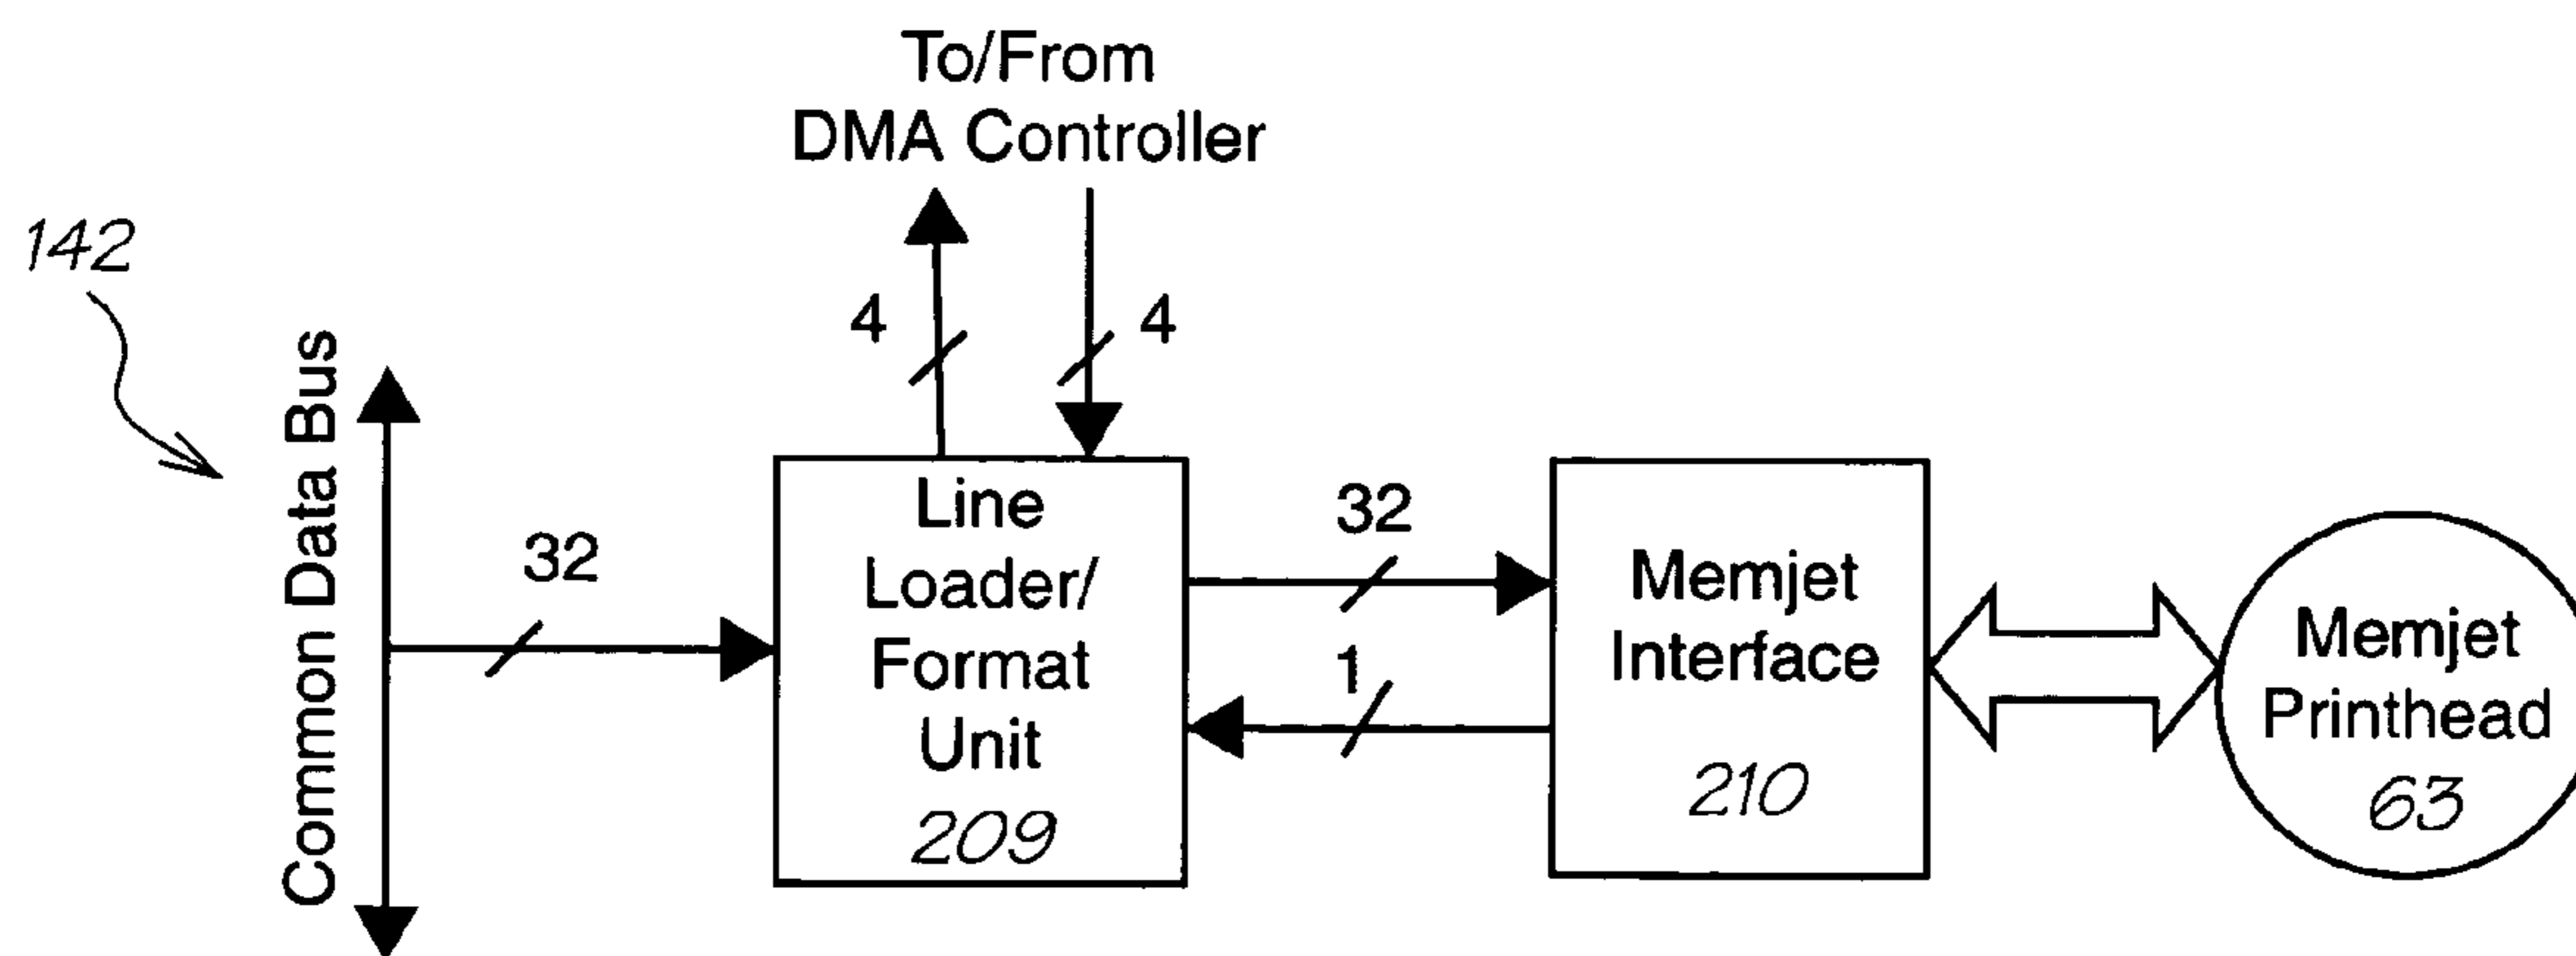 To/From
DMA Controller
142
4
4
Common Data Bus
32
Line
Loader/
Format
Unit
209
32
1
Memjet
Interface
210
Memjet
Printhead
63